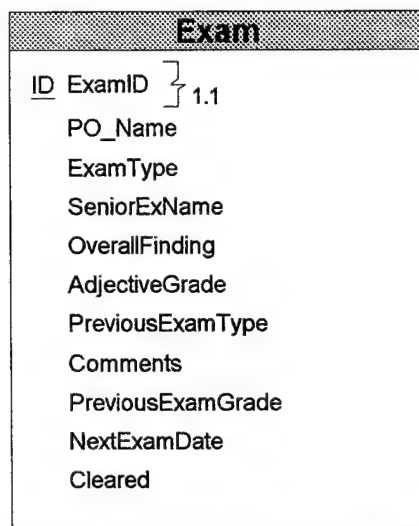 Exam
ID ExamID } 1.1
PO_Name
ExamType
SeniorExName
OverallFinding
AdjectiveGrade
PreviousExamType
Comments
PreviousExamGrade
NextExamDate
Cleared